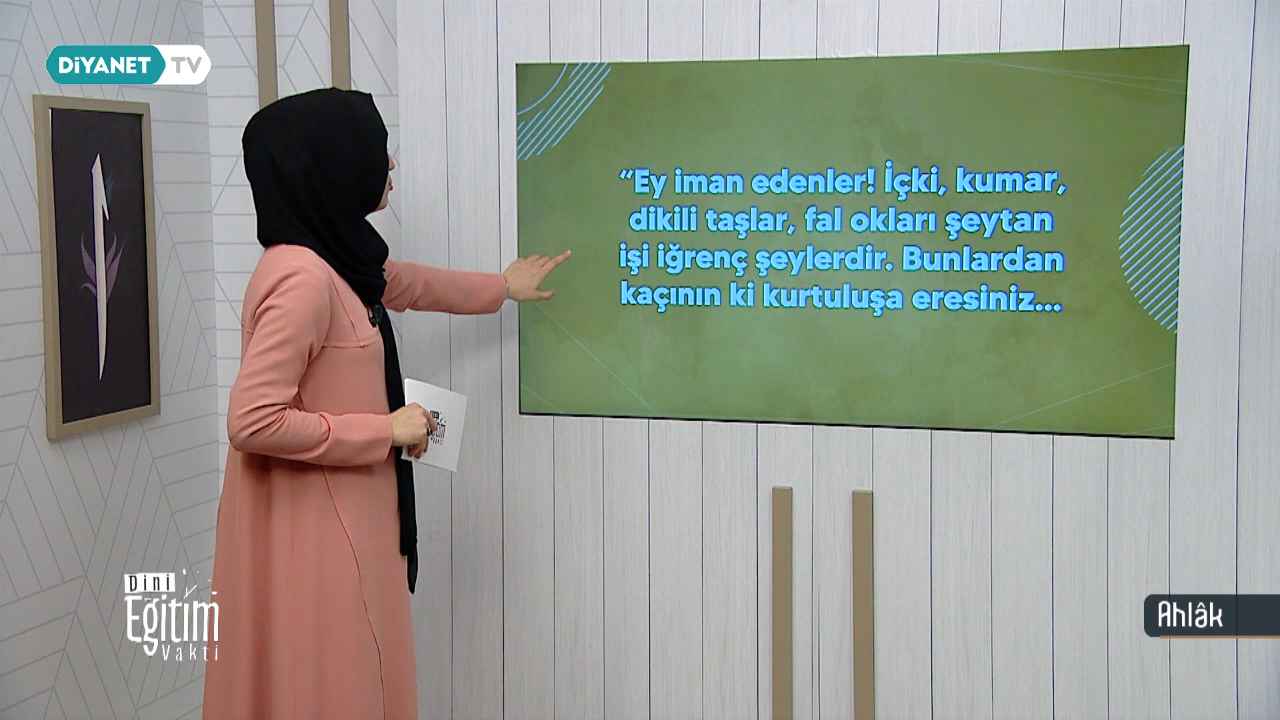 DİYANET TV
"Ey iman edenler! İçki, kumar,
dikili taşlar, fal okları şeytan
işi iğrenç şeylerdir. Bunlardan
kaçının ki kurtuluşa eresiniz...
Dini
Eğitim
Vakti
Ahlâk